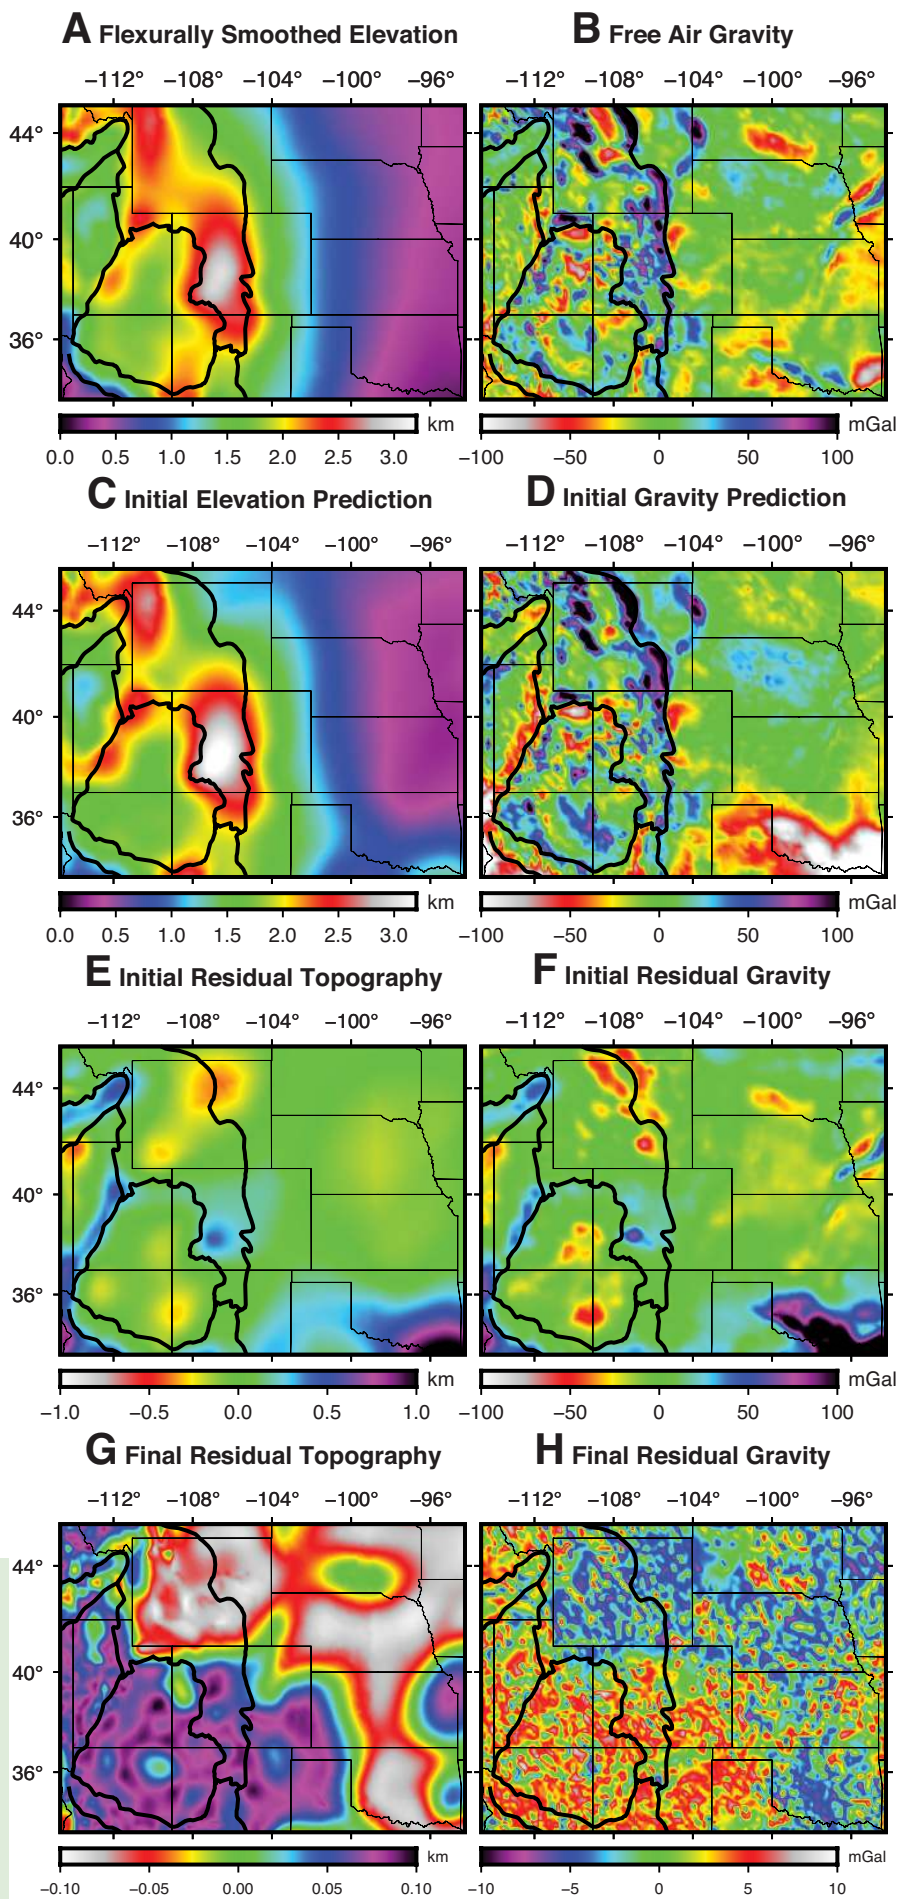 A Flexurally Smoothed Elevation
B Free Air Gravity
−112° −108° −104° −100° −96°
−112° −108° −104° −100° −96°
44°
40°
36°
km
0.0 0.5 1.0 1.5 2.0 2.5 3.0
mGal
−100 −50 0 50 100
C Initial Elevation Prediction
D Initial Gravity Prediction
−112° −108° −104° −100° −96°
−112° −108° −104° −100° −96°
44°
40°
36°
km
0.0 0.5 1.0 1.5 2.0 2.5 3.0
mGal
−100 −50 0 50 100
E Initial Residual Topography
F Initial Residual Gravity
−112° −108° −104° −100° −96°
−112° −108° −104° −100° −96°
44°
40°
36°
km
−1.0 −0.5 0.0 0.5 1.0
mGal
−100 −50 0 50 100
G Final Residual Topography
H Final Residual Gravity
−112° −108° −104° −100° −96°
−112° −108° −104° −100° −96°
44°
40°
36°
km
−0.10 −0.05 0.00 0.05 0.10
mGal
−10 −5 0 5 10